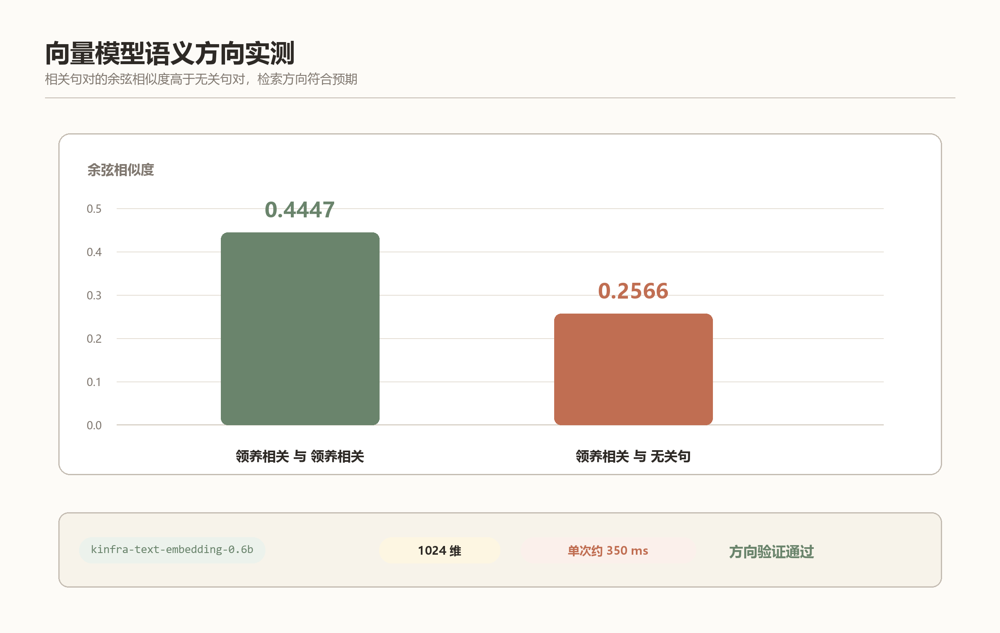 向量模型语义方向实测
相关句对的余弦相似度高于无关句对，检索方向符合预期
余弦相似度
0.5
0.4447
0.4
0.3
0.2566
0.2
0.1
0.0
领养相关 与 领养相关
领养相关 与 无关句
kinfra-text-embedding-0.6b
1024 维
单次约 350 ms
方向验证通过